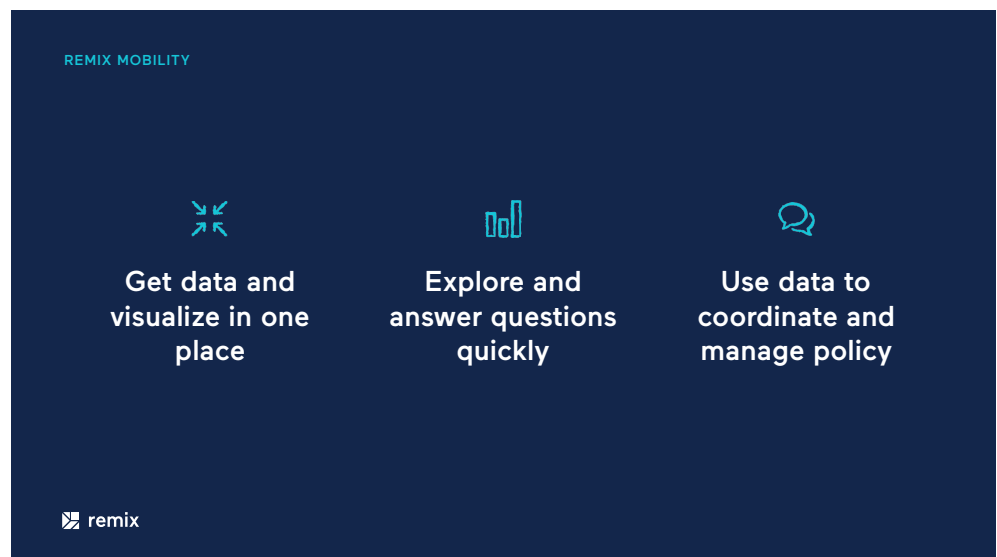 REMIX MOBILITY
Get data and
visualize in one
place
Explore and
answer questions
quickly
Use data to
coordinate and
manage policy
remix